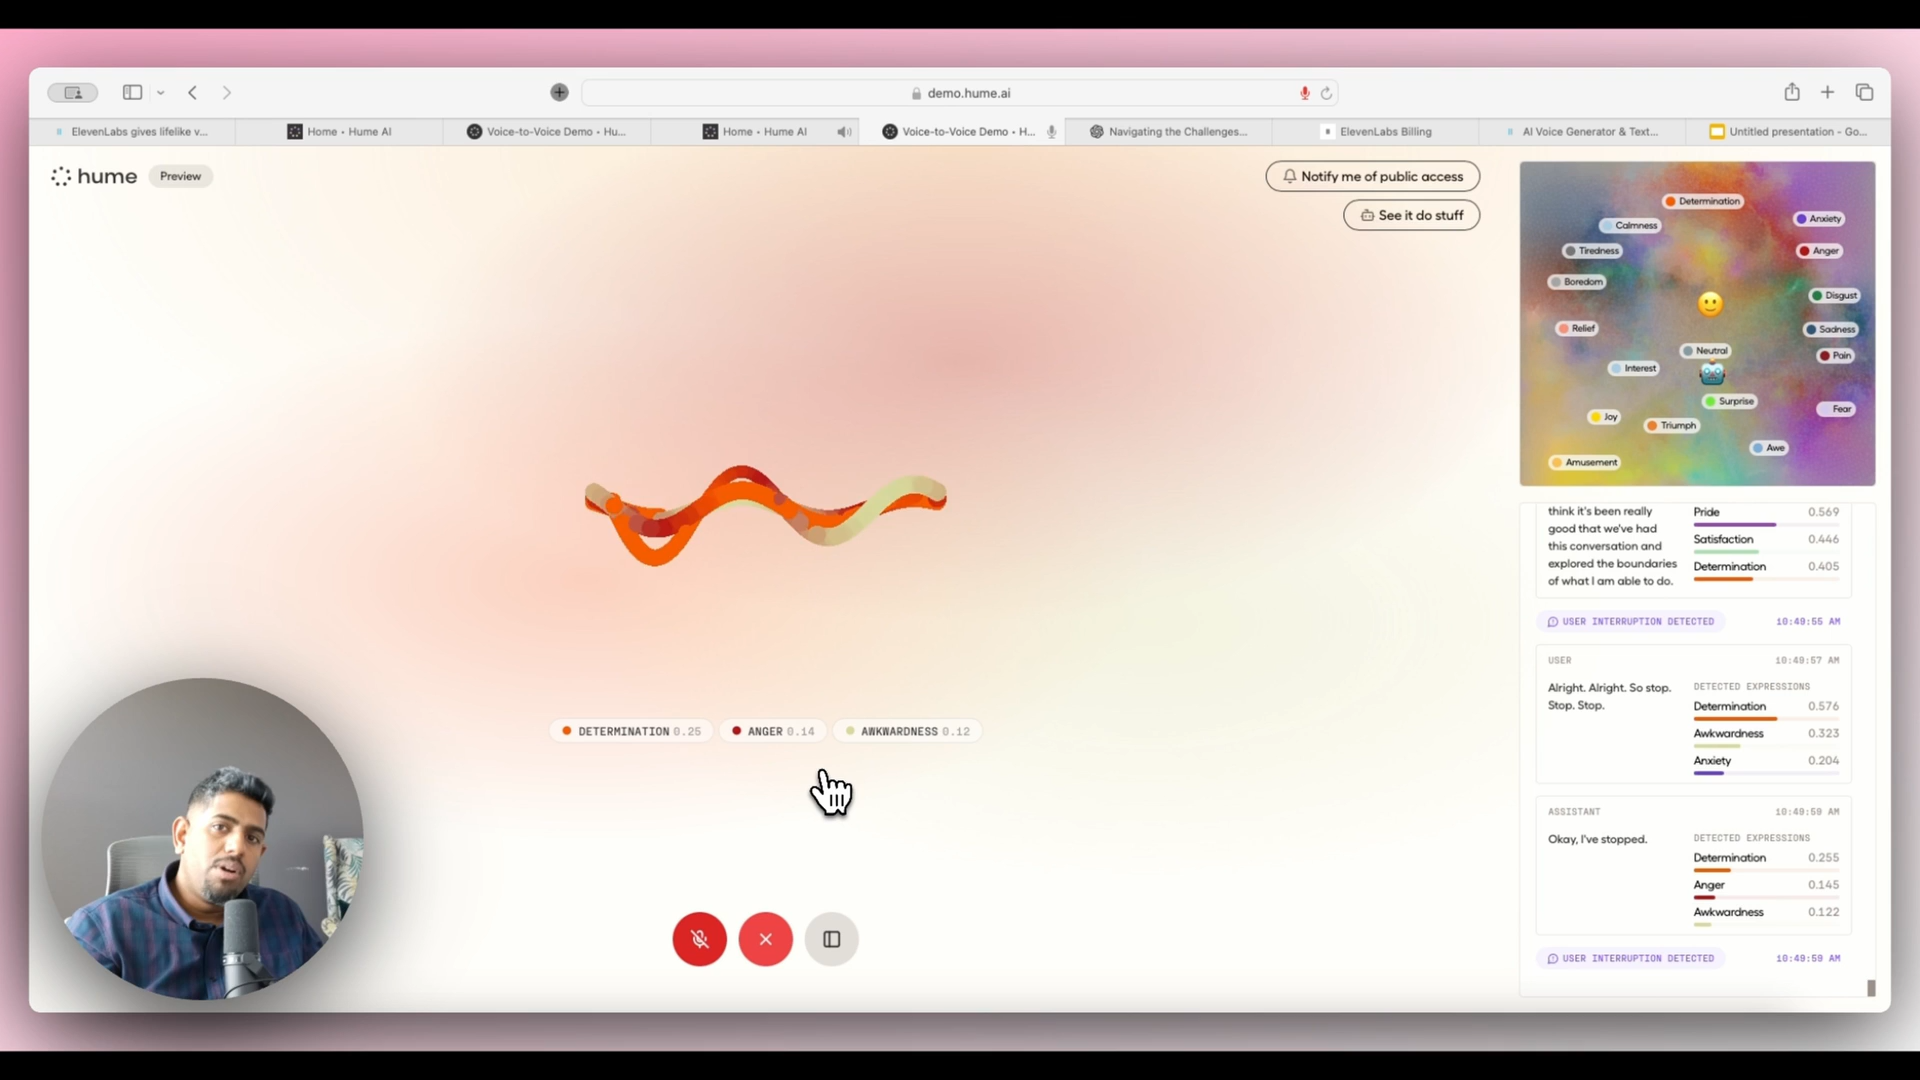 demo.hume.ai
ElevenLabs gives lifelike v...
Home • Hume AI
Voice-to-Voice Demo • Hu...
Home • Hume AI
Voice-to-Voice Demo • H...
Navigating the Challenges...
ElevenLabs Billing
AI Voice Generator & Text...
Untitled presentation - Go...
hume
Preview
Notify me of public access
See it do stuff
Determination
Anxiety
Calmness
Tiredness
Anger
Boredom
Disgust
Relief
Sadness
Neutral
Pain
Interest
Surprise
Fear
Joy
Triumph
Awe
Amusement
think it's been really
good that we've had
this conversation and
explored the boundaries
of what I am able to do.
Pride 0.569
Satisfaction 0.446
Determination 0.405
USER INTERRUPTION DETECTED 10:49:55 AM
USER 10:49:57 AM
Alright. Alright. So stop.
Stop. Stop.
DETECTED EXPRESSIONS
Determination 0.576
Awkwardness 0.323
Anxiety 0.204
DETERMINATION 0.25
ANGER 0.14
AWKWARDNESS 0.12
ASSISTANT 10:49:59 AM
Okay, I've stopped.
DETECTED EXPRESSIONS
Determination 0.255
Anger 0.145
Awkwardness 0.122
USER INTERRUPTION DETECTED 10:49:59 AM